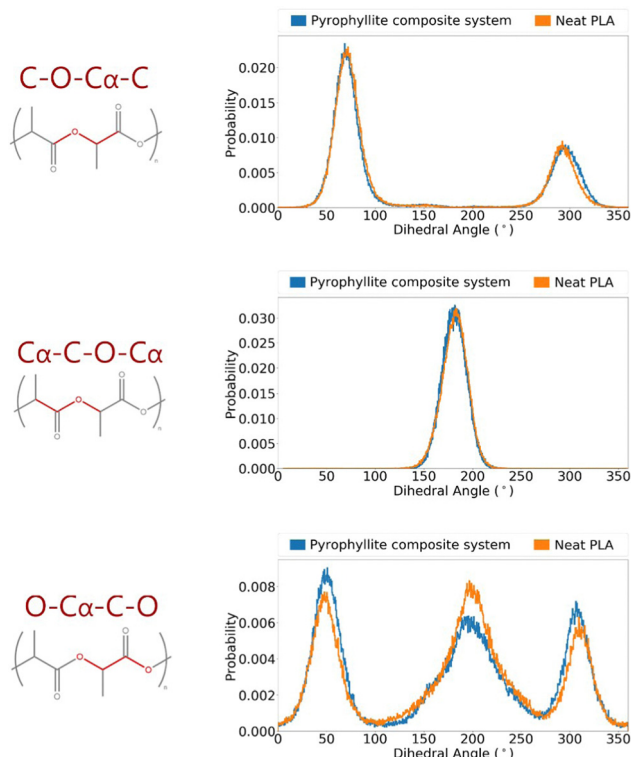 Pyrophyllite composite system Neat PLA
C-O-Cα-C
O
O
O
O
n
Probability
0.020
0.015
0.010
0.005
0.000
0 50 100 150 200 250 300 350
Dihedral Angle (°)
Pyrophyllite composite system Neat PLA
Cα-C-O-Cα
O
O
O
O
n
Probability
0.030
0.025
0.020
0.015
0.010
0.005
0.000
0 50 100 150 200 250 300 350
Dihedral Angle (°)
Pyrophyllite composite system Neat PLA
O-Cα-C-O
O
O
O
O
n
Probability
0.008
0.006
0.004
0.002
0.000
0 50 100 150 200 250 300 350
Dihedral Angle (°)